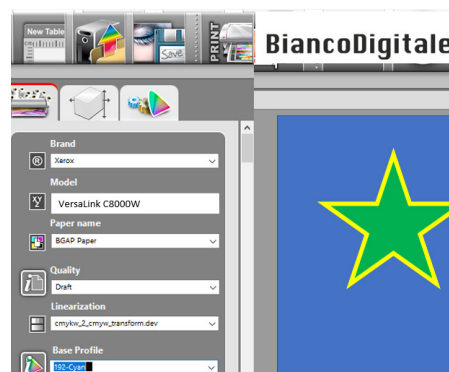 New Table
Save
PRINT
BiancoDigitale
Brand
Xerox
Model
VersaLink C8000W
Paper name
BGAP Paper
Quality
Draft
Linearization
cmykw_2_cmyw_transform.dev
Base Profile
192-Cyan